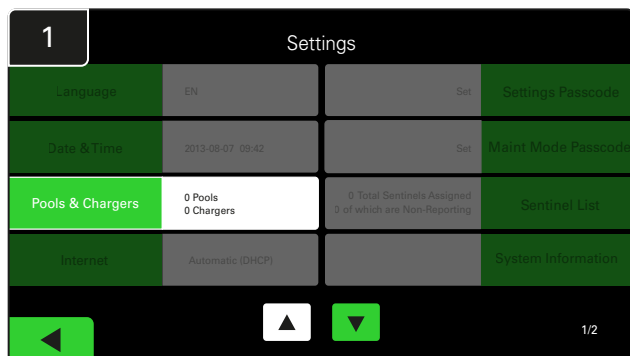 1
Settings
Language
EN
Set
Settings Passcode
Date & Time
2013-08-07 09:42
Set
Maint Mode Passcode
Pools & Chargers
0 Pools
0 Chargers
0 Total Sentinels Assigned
0 of which are Non-Reporting
Sentinel List
Internet
Automatic (DHCP)
System Information
1/2